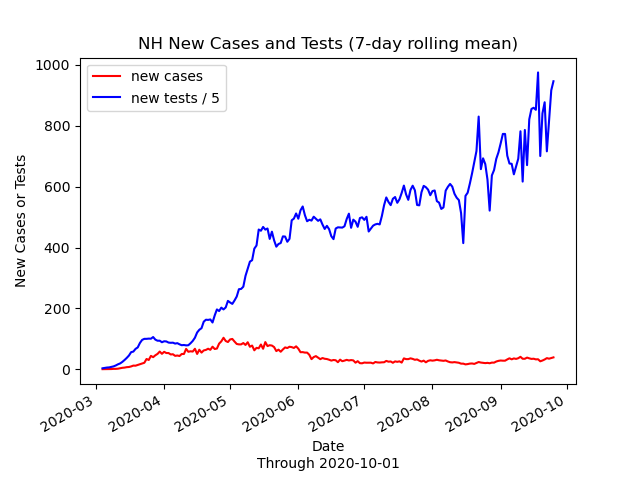 NH New Cases and Tests (7-day rolling mean)
new cases
new tests / 5
New Cases or Tests
1000
800
600
400
200
0
2020-03
2020-04
2020-05
2020-06
2020-07
2020-08
2020-09
2020-10
Date
Through 2020-10-01